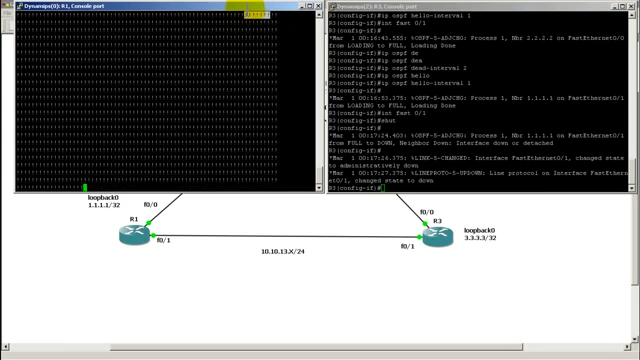 Dynamips(0): R1, Console port
Dynamips(2): R3, Console port
R3(config-if)#ip ospf hello-interval 1
R3(config-if)#int fast 0/1
R3(config-if)#
*Mar  1 00:16:43.555: %OSPF-5-ADJCHG: Process 1, Nbr 2.2.2.2 on FastEthernet0/0
from LOADING to FULL, Loading Done
R3(config-if)#ip ospf de
R3(config-if)#ip ospf dea
R3(config-if)#ip ospf dead-interval 2
R3(config-if)#ip ospf hello
R3(config-if)#ip ospf hello-interval 1
R3(config-if)#
*Mar  1 00:16:53.375: %OSPF-5-ADJCHG: Process 1, Nbr 1.1.1.1 on FastEthernet0/1
from LOADING to FULL, Loading Done
R3(config-if)#int fast 0/1
R3(config-if)#shut
R3(config-if)#
*Mar  1 00:17:24.403: %OSPF-5-ADJCHG: Process 1, Nbr 1.1.1.1 on FastEthernet0/1
from FULL to DOWN, Neighbor Down: Interface down or detached
R3(config-if)#
*Mar  1 00:17:26.375: %LINK-5-CHANGED: Interface FastEthernet0/1, changed state
to administratively down
*Mar  1 00:17:27.375: %LINEPROTO-5-UPDOWN: Line protocol on Interface FastEthern
et0/1, changed state to down
R3(config-if)#
loopback0
1.1.1.1/32
f0/0
R1
f0/1
10.10.13.X/24
f0/0
R3
f0/1
loopback0
3.3.3.3/32